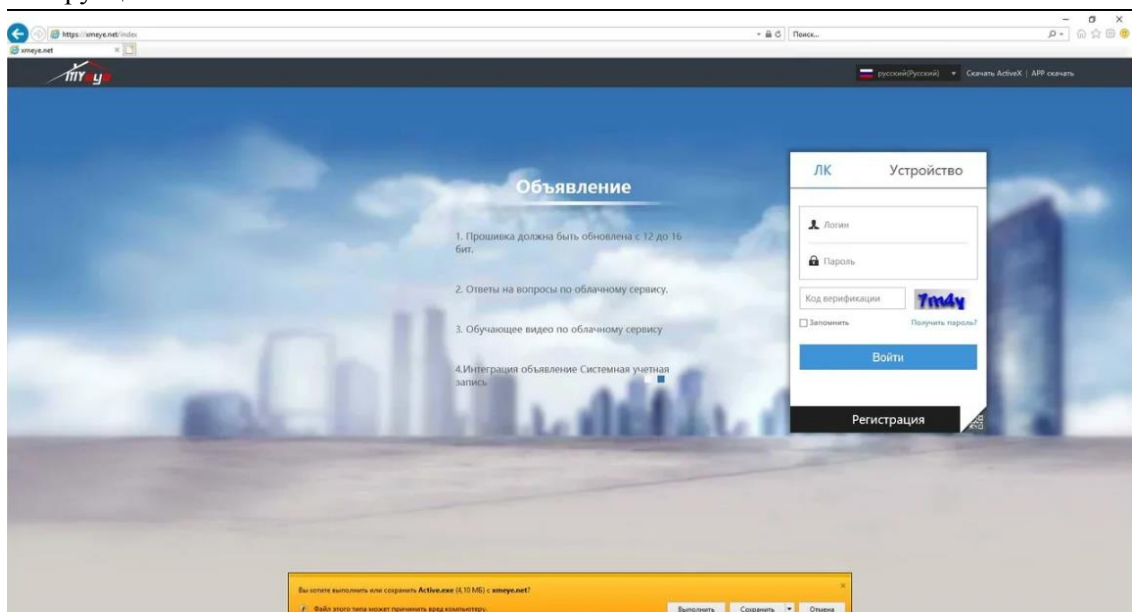 https://xmeye.net/index
Поиск...
xmeye.net
myeye
русский(Русский)
Скачать ActiveX | APP скачать
ЛК Устройство
Объявление
Логин
1. Прошивка должна быть обновлена с 12 до 16
бит.
Пароль
2. Ответы на вопросы по облачному сервису.
Код верификации 7m4y
3. Обучающее видео по облачному сервису
Запомнить Получить пароль?
Войти
4.Интеграция объявление Системная учетная
запись
Регистрация
Вы хотите выполнить или сохранить Active.exe (4,10 МБ) с xmeye.net?
Файл этого типа может причинить вред компьютеру.
Выполнить Сохранить Отмена